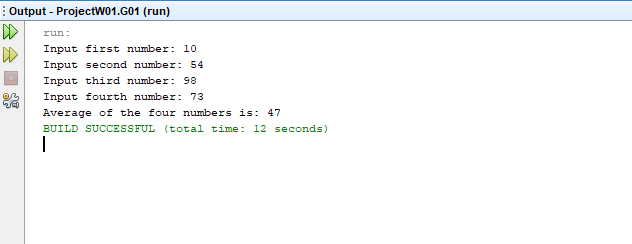 Output - ProjectW01.G01 (run)
run:
Input first number: 10
Input second number: 54
Input third number: 98
Input fourth number: 73
Average of the four numbers is: 47
BUILD SUCCESSFUL (total time: 12 seconds)